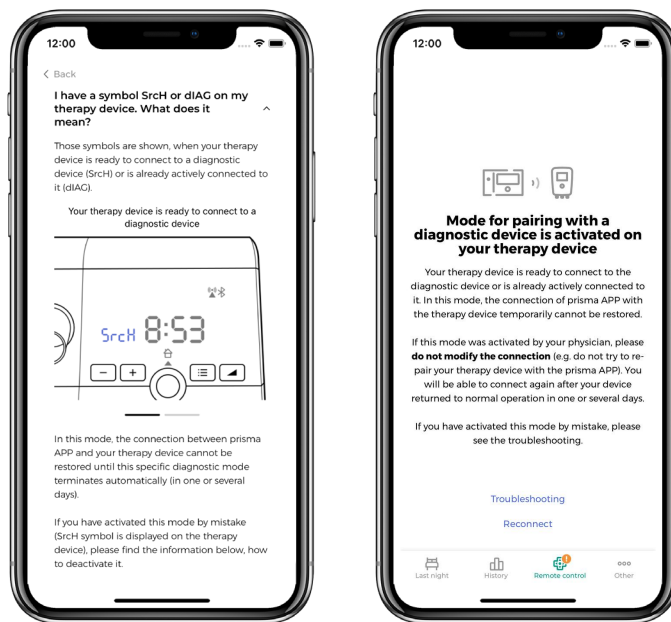 12:00
Back
I have a symbol SrcH or dIAG on my
therapy device. What does it
mean?
Those symbols are shown, when your therapy
device is ready to connect to a diagnostic
device (SrcH) or is already actively connected to
it (dIAG).
Your therapy device is ready to connect to a
diagnostic device
SrcH 8:53
In this mode, the connection between prisma
APP and your therapy device cannot be
restored until this specific diagnostic mode
terminates automatically (in one or several
days).
If you have activated this mode by mistake
(SrcH symbol is displayed on the therapy
device), please find the information below, how
to deactivate it.
12:00
Mode for pairing with a
diagnostic device is activated on
your therapy device
Your therapy device is ready to connect to the
diagnostic device or is already actively connected to
it. In this mode, the connection of prisma APP with
the therapy device temporarily cannot be restored.
If this mode was activated by your physician, please
do not modify the connection (e.g. do not try to re-
pair your therapy device with the prisma APP). You
will be able to connect again after your device
returned to normal operation in one or several days.
If you have activated this mode by mistake, please
see the troubleshooting.
Troubleshooting
Reconnect
Last night History Remote control Other